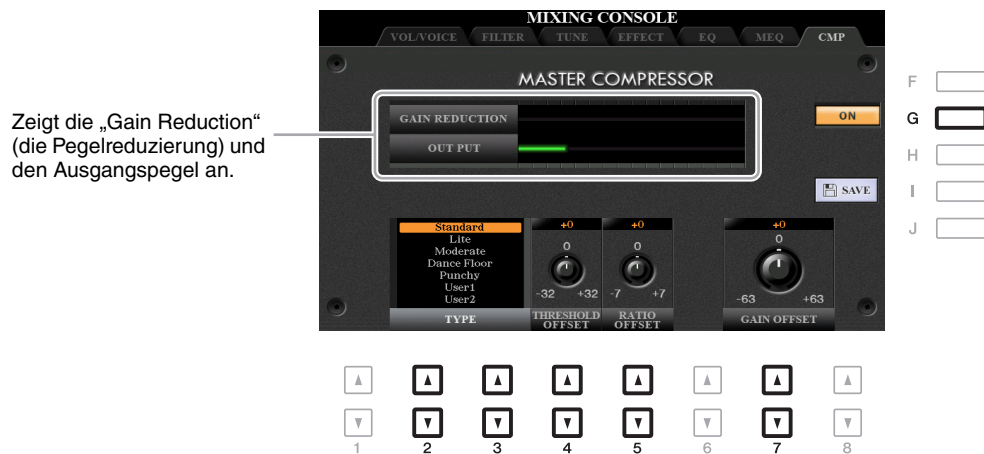 MIXING CONSOLE
VOL/VOICE FILTER TUNE EFFECT EQ MEQ CMP
MASTER COMPRESSOR
Zeigt die „Gain Reduction“
(die Pegelreduzierung) und
den Ausgangspegel an.
GAIN REDUCTION
OUT PUT
ON
SAVE
F
G
H
I
J
Standard
Lite
Moderate
Dance Floor
Punchy
User1
User2
TYPE
+0
0
-32 +32
THRESHOLD
OFFSET
+0
0
-7 +7
RATIO
OFFSET
+0
0
-63 +63
GAIN OFFSET
1 2 3 4 5 6 7 8